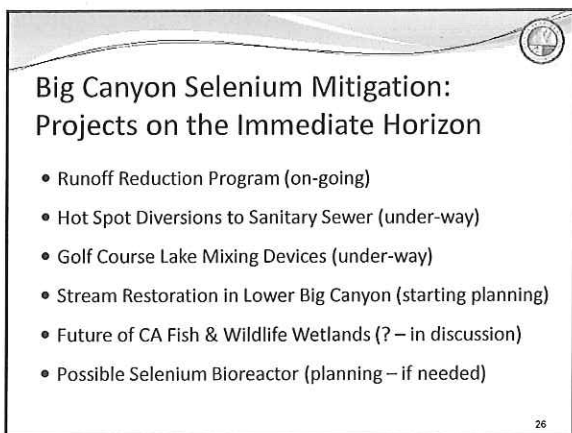 Big Canyon Selenium Mitigation:
Projects on the Immediate Horizon
• Runoff Reduction Program (on-going)
• Hot Spot Diversions to Sanitary Sewer (under-way)
• Golf Course Lake Mixing Devices (under-way)
• Stream Restoration in Lower Big Canyon (starting planning)
• Future of CA Fish & Wildlife Wetlands (? – in discussion)
• Possible Selenium Bioreactor (planning – if needed)
26